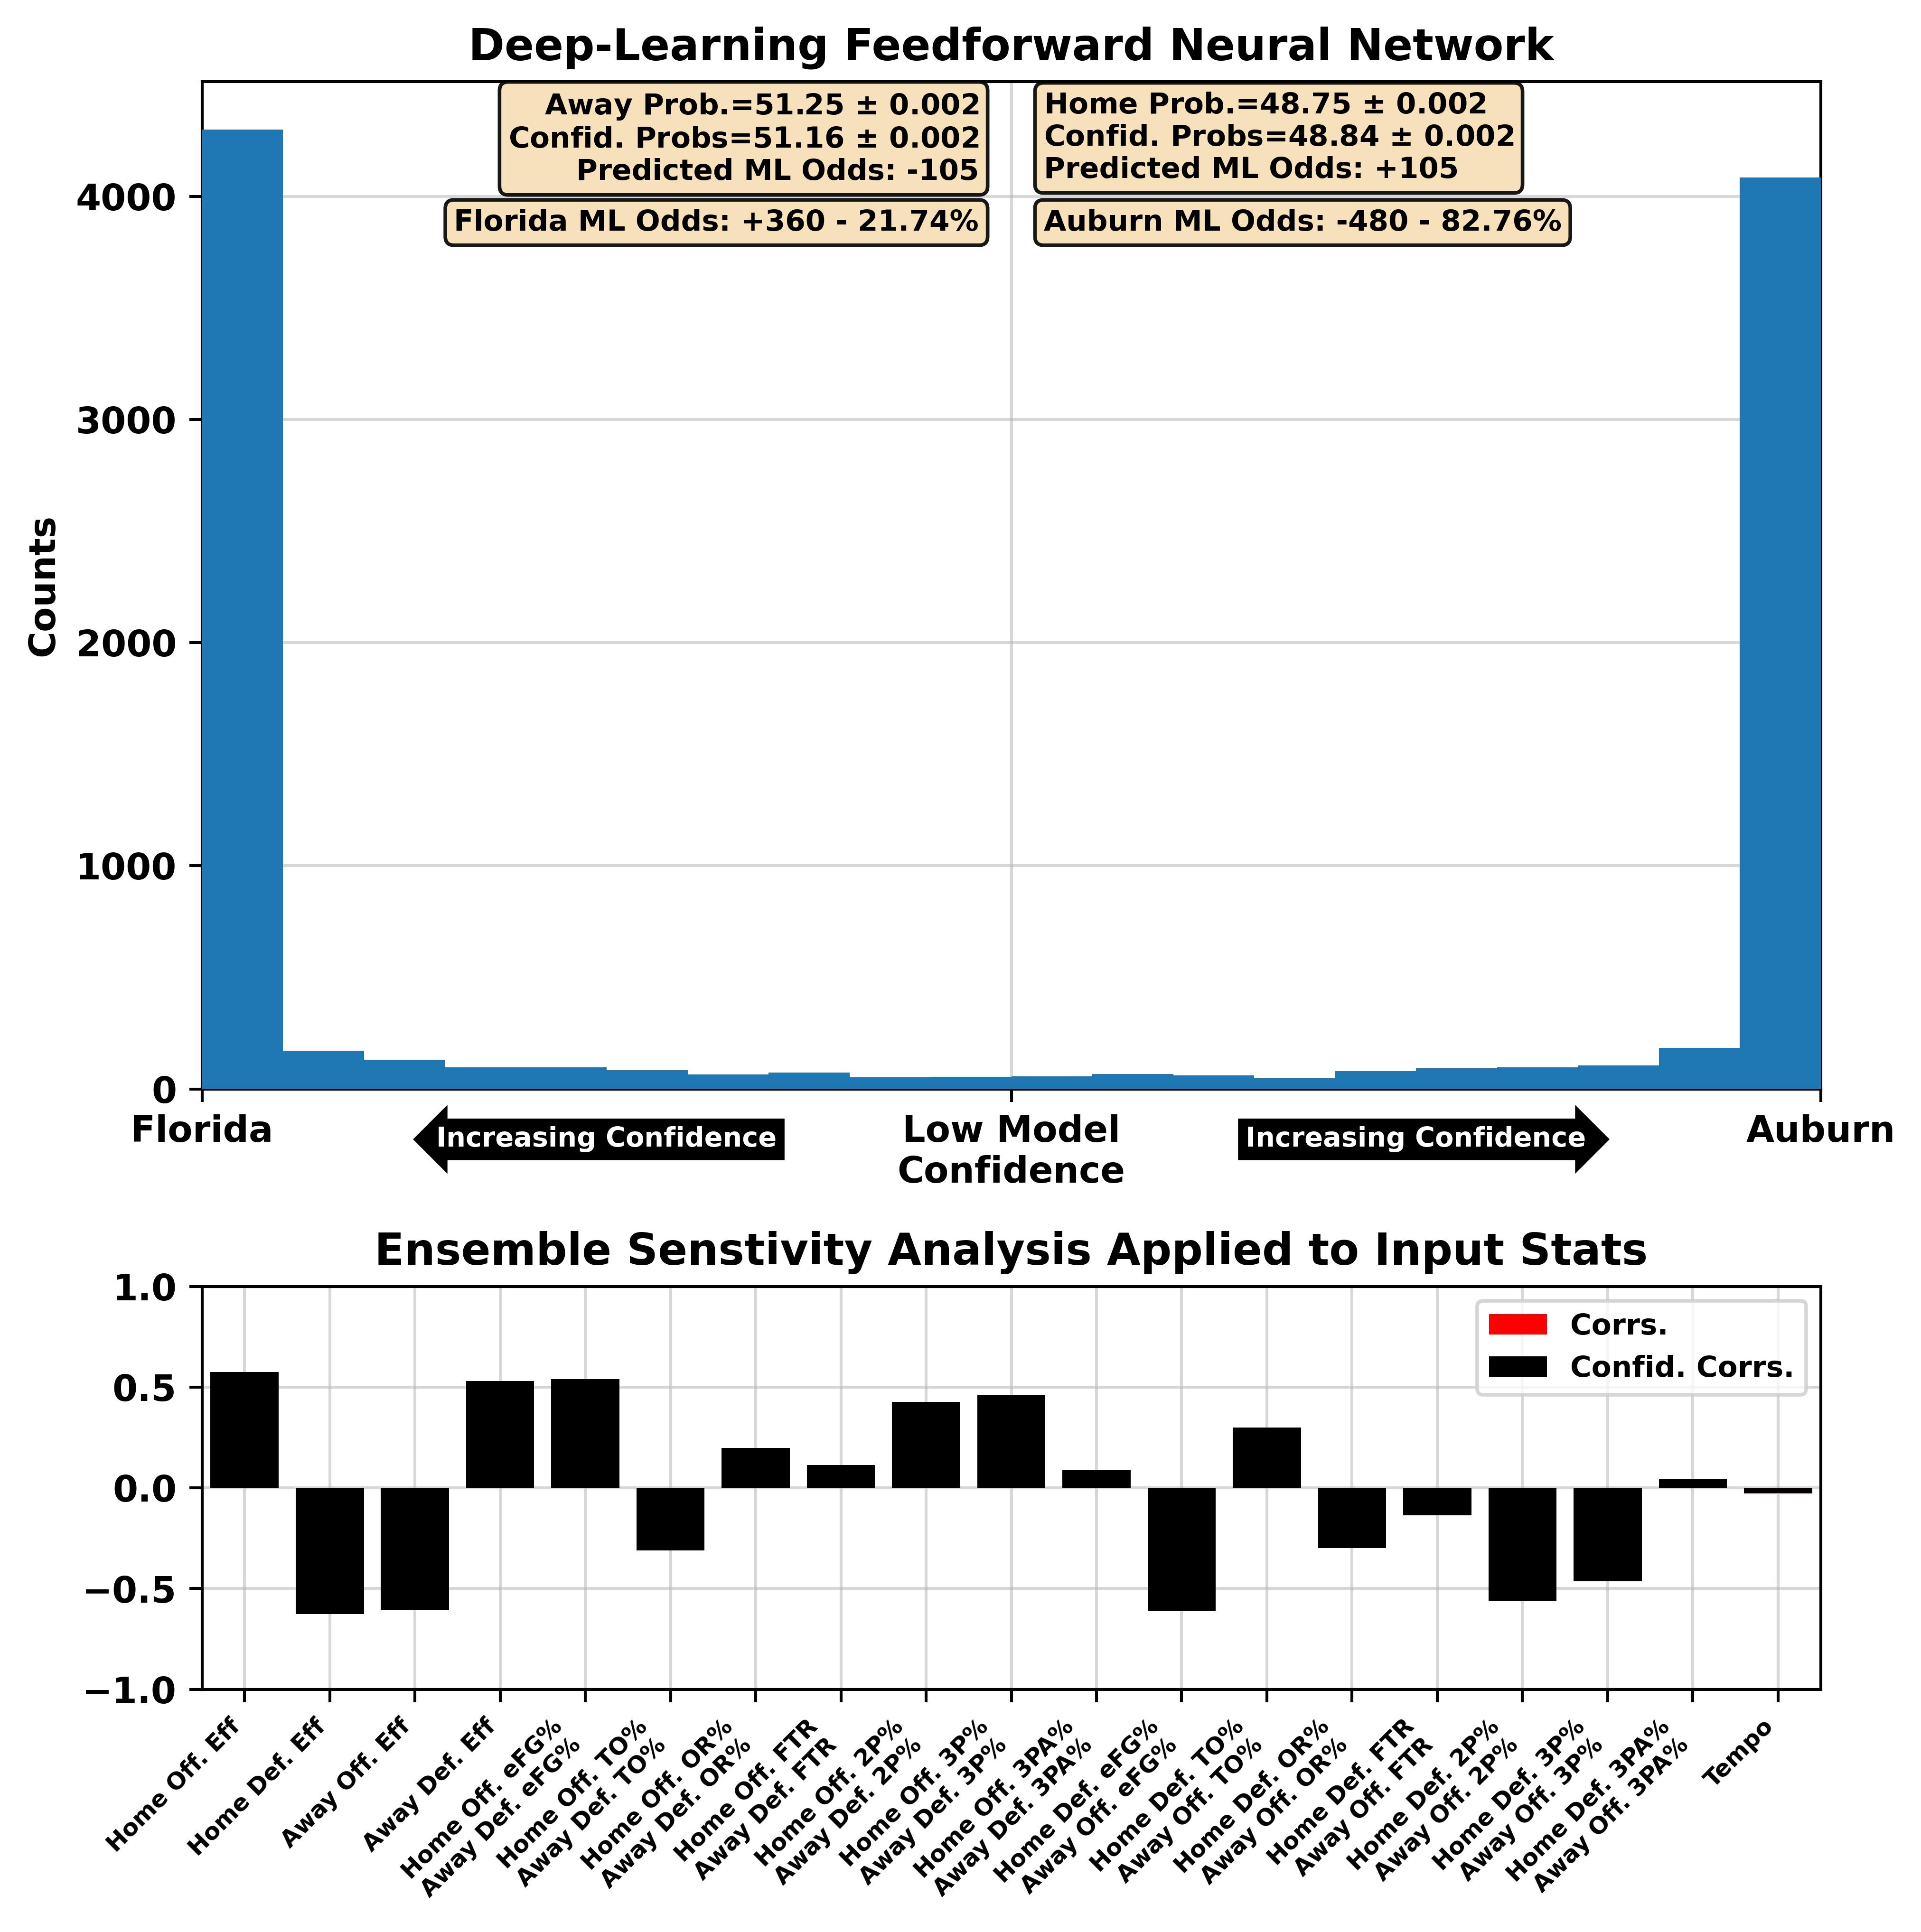 Deep-Learning Feedforward Neural Network
Away Prob.=51.25 ± 0.002
Confid. Probs=51.16 ± 0.002
Predicted ML Odds: -105
Home Prob.=48.75 ± 0.002
Confid. Probs=48.84 ± 0.002
Predicted ML Odds: +105
Florida ML Odds: +360 - 21.74%
Auburn ML Odds: -480 - 82.76%
Counts
4000
3000
2000
1000
0
Florida
Increasing Confidence
Low Model
Confidence
Increasing Confidence
Auburn
Ensemble Senstivity Analysis Applied to Input Stats
1.0
0.5
0.0
−0.5
−1.0
Corrs.
Confid. Corrs.
Home Off. Eff
Home Def. Eff
Away Off. Eff
Away Def. Eff
Home Off. eFG%
Away Def. eFG%
Home Off. TO%
Away Def. TO%
Home Off. OR%
Away Def. OR%
Home Off. FTR
Away Def. FTR
Home Off. 2P%
Away Def. 2P%
Home Off. 3P%
Away Def. 3P%
Home Off. 3PA%
Away Def. 3PA%
Home Def. eFG%
Away Off. eFG%
Home Def. TO%
Away Off. TO%
Home Def. OR%
Away Off. OR%
Home Def. FTR
Away Off. FTR
Home Def. 2P%
Away Off. 2P%
Home Def. 3P%
Away Off. 3P%
Home Def. 3PA%
Away Off. 3PA%
Tempo